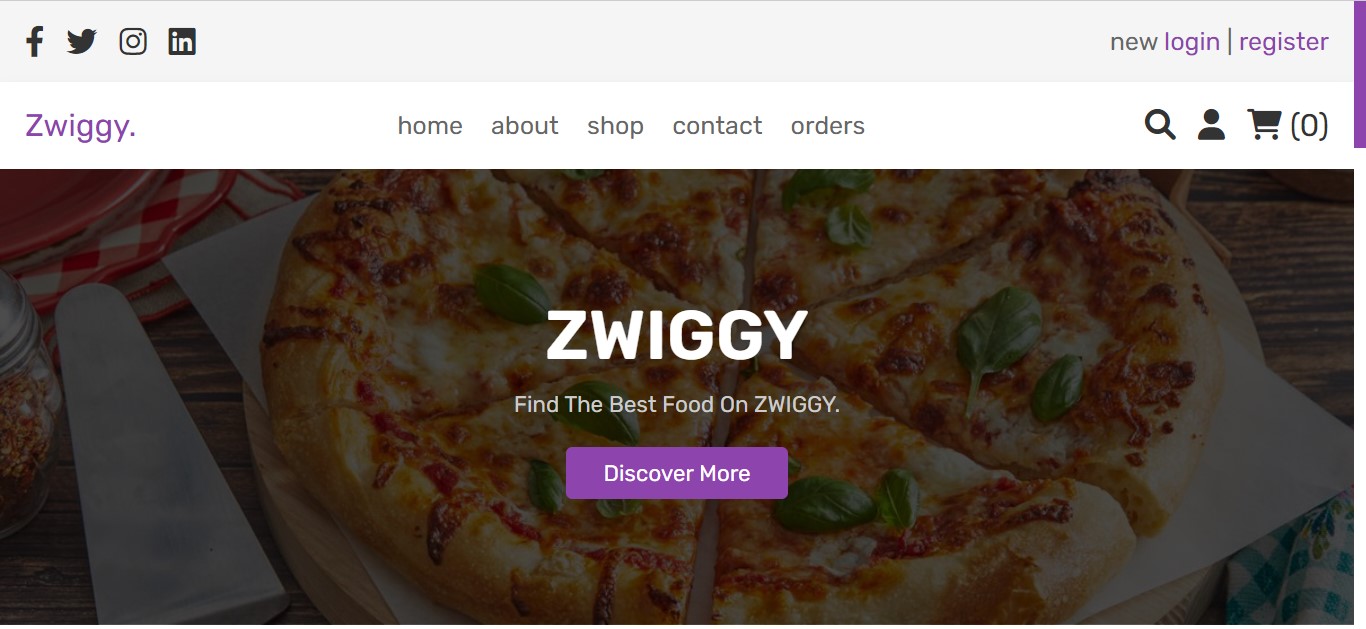 new login | register
Zwiggy.
home about shop contact orders
(0)
ZWIGGY
Find The Best Food On ZWIGGY.
Discover More